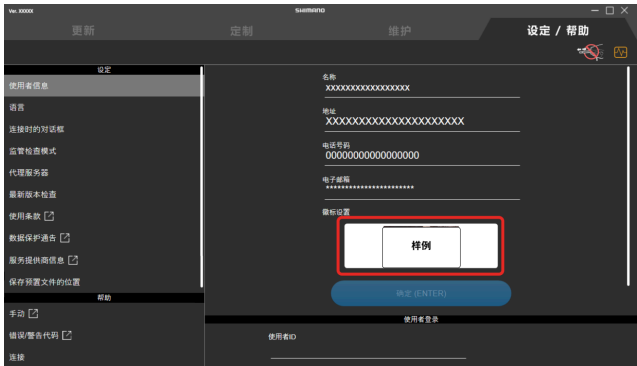 Ver. XXXXX
SHIMANO
更新
定制
维护
设定 / 帮助
设定
使用者信息
语言
连接时的对话框
监管检查模式
代理服务器
最新版本检查
使用条款
数据保护通告
服务提供商信息
保存预置文件的位置
帮助
手动
错误/警告代码
连接
名称
XXXXXXXXXXXXXXXXX
地址
XXXXXXXXXXXXXXXXXXXXX
电话号码
00000000000000000
电子邮箱
***********************
徽标设置
样例
确定 (ENTER)
使用者登录
使用者ID